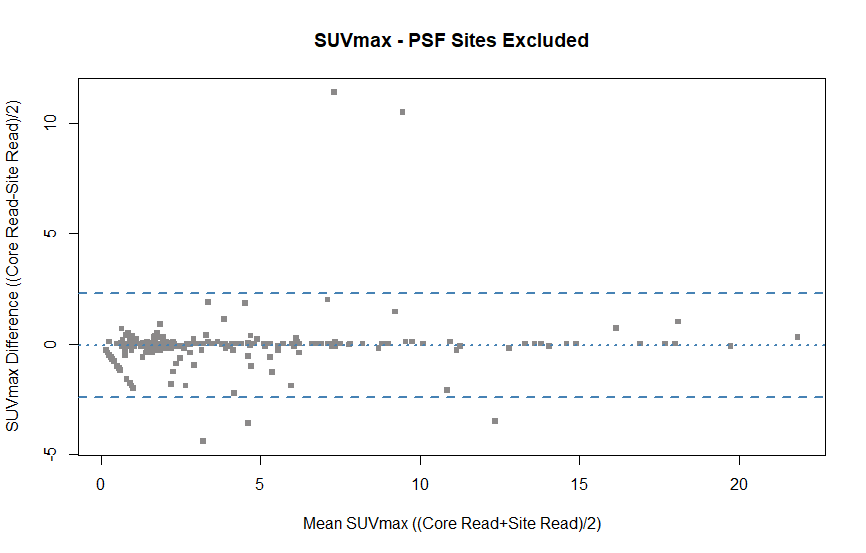 SUVmax - PSF Sites Excluded
SUVmax Difference ((Core Read-Site Read)/2)
10
5
0
-5
0 5 10 15 20
Mean SUVmax ((Core Read+Site Read)/2)